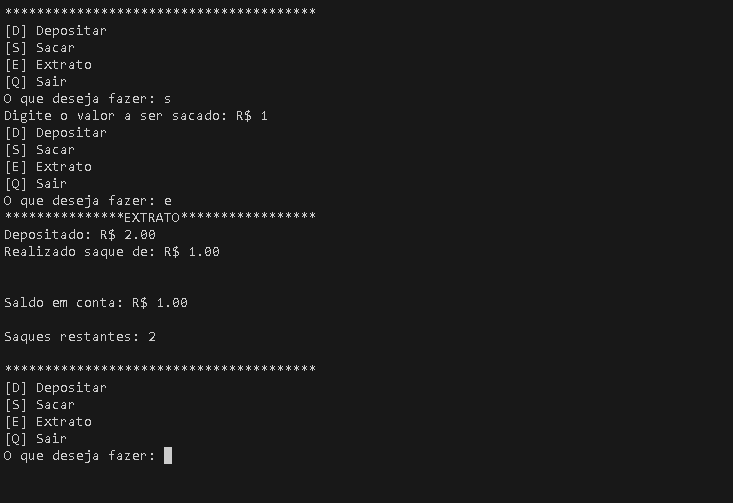 ***************************************
[D] Depositar
[S] Sacar
[E] Extrato
[Q] Sair
O que deseja fazer: s
Digite o valor a ser sacado: R$ 1
[D] Depositar
[S] Sacar
[E] Extrato
[Q] Sair
O que deseja fazer: e
***************EXTRATO*****************
Depositado: R$ 2.00
Realizado saque de: R$ 1.00
Saldo em conta: R$ 1.00
Saques restantes: 2
***************************************
[D] Depositar
[S] Sacar
[E] Extrato
[Q] Sair
O que deseja fazer: